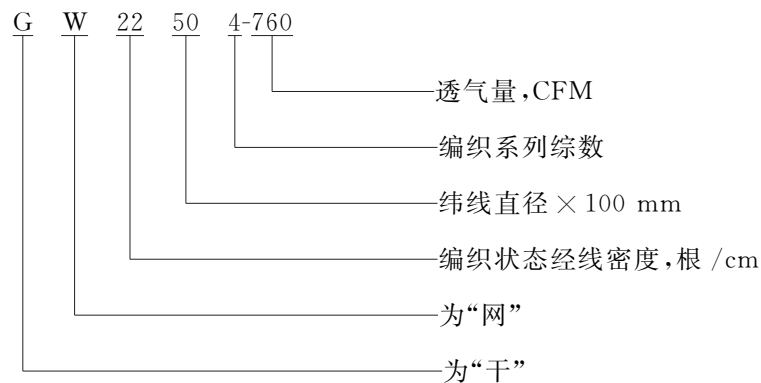 G W 22 50 4-760
透气量,CFM
编织系列综数
纬线直径×100 mm
编织状态经线密度,根/cm
为“网”
为“干”